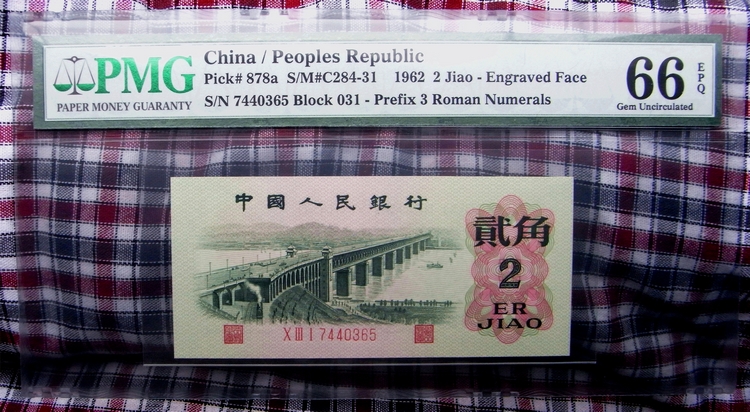 PMG
PAPER MONEY GUARANTY
China / Peoples Republic
Pick# 878a S/M#C284-31 1962 2 Jiao - Engraved Face
S/N 7440365 Block 031 - Prefix 3 Roman Numerals
66 EPQ
Gem Uncirculated
中國人民銀行
貳角
2
ER
JIAO
X III I 7440365